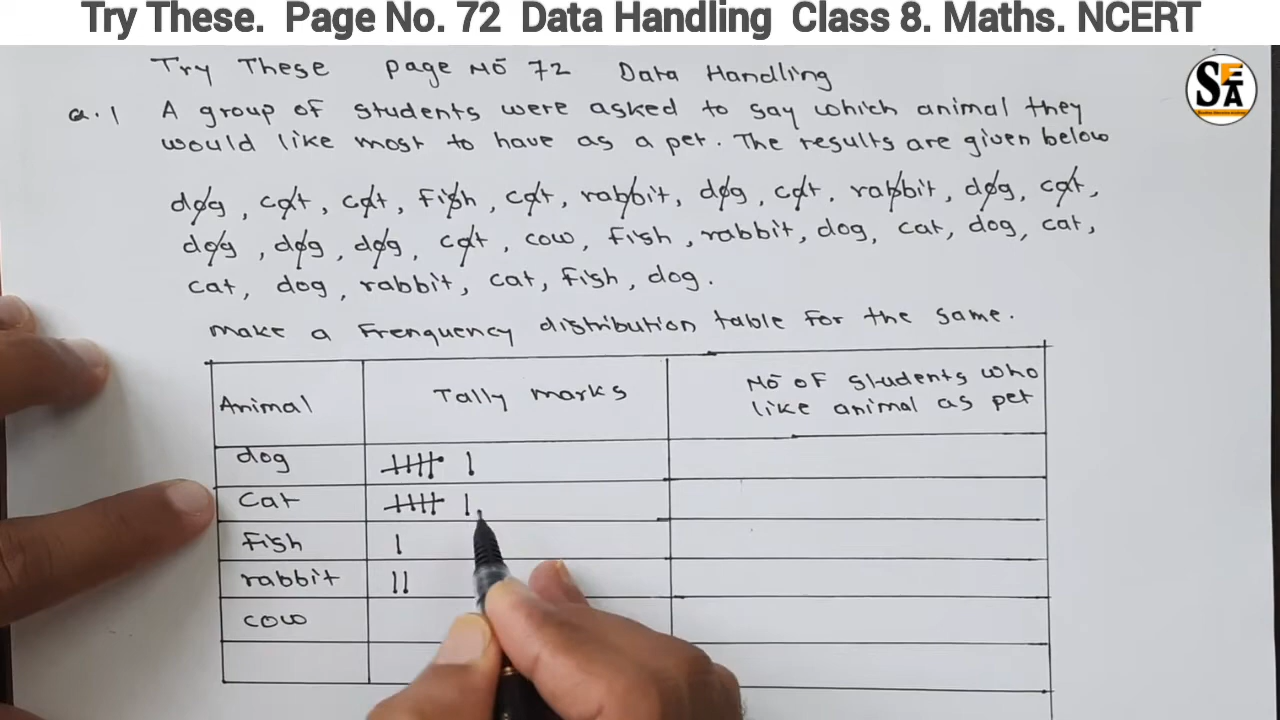 Try These. Page No. 72 Data Handling Class 8. Maths. NCERT
Try These Page No 72 Data Handling
Q.1 A group of students were asked to say which animal they
would like most to have as a pet. The results are given below
dog, cat, cat, fish, cat, rabbit, dog, cat. rabbit, dog, cat,
dog, dog, dog, cat, cow, fish, rabbit, dog, cat, dog, cat,
cat, dog, rabbit, cat, fish, dog.
make a Frenquency distribution table for the same.
Animal Tally marks No of students who
like animal as pet
dog
Cat
Fish
rabbit
cow
SEA